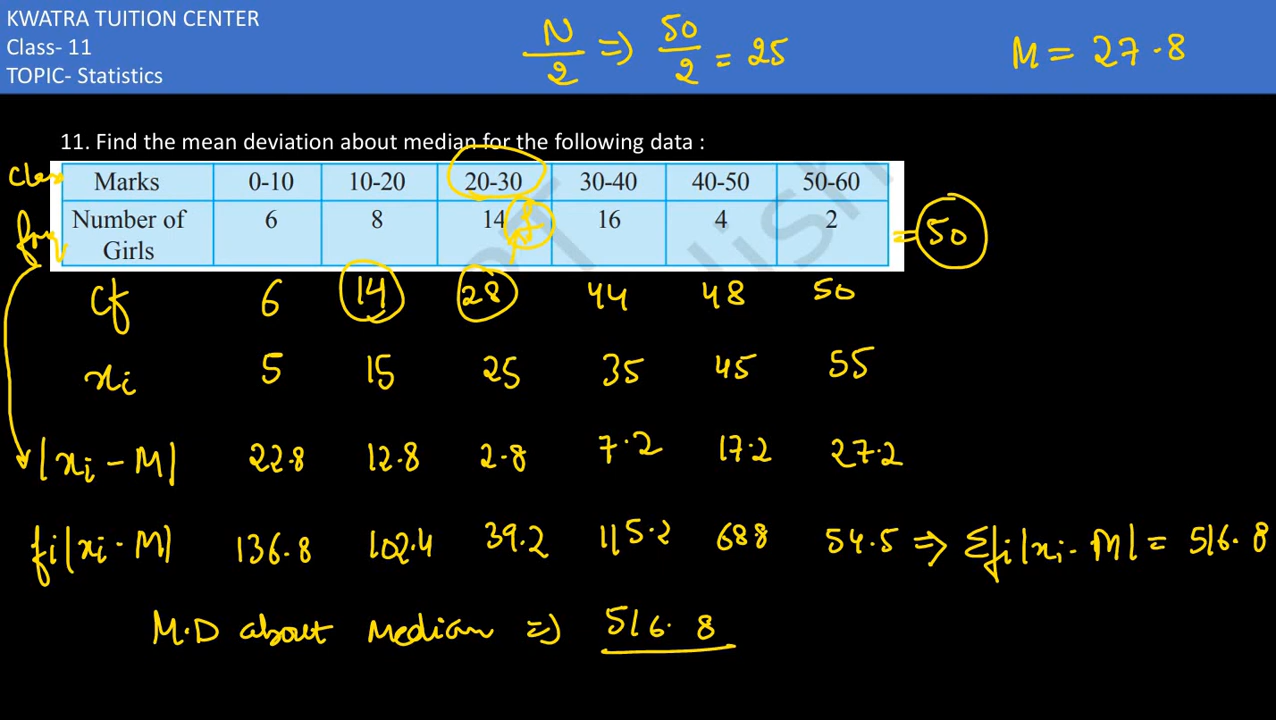 KWATRA TUITION CENTER
Class- 11
TOPIC- Statistics
N/2 => 50/2 = 25
M = 27.8
11. Find the mean deviation about median for the following data :
Class Marks 0-10 10-20 20-30 30-40 40-50 50-60
Number of Girls 6 8 14 f 16 4 2 = 50
cf 6 14 28 44 48 50
xi 5 15 25 35 45 55
|xi - M| 22.8 12.8 2.8 7.2 17.2 27.2
fi|xi - M| 136.8 102.4 39.2 115.2 688 54.5 => Σfi|xi - M| = 516.8
M.D about Median => 516.8